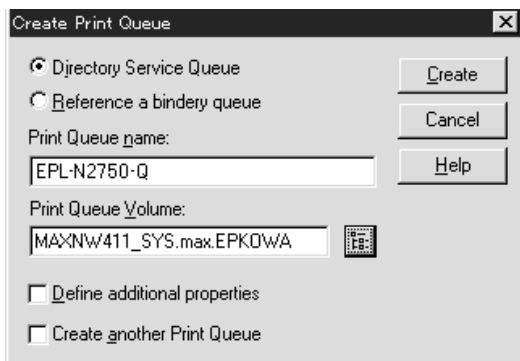 Create Print Queue
Directory Service Queue
Reference a bindery queue
Print Queue name:
EPL-N2750-Q
Print Queue Volume:
MAXNW411_SYS.max.EPKOWA
Define additional properties
Create another Print Queue
Create
Cancel
Help